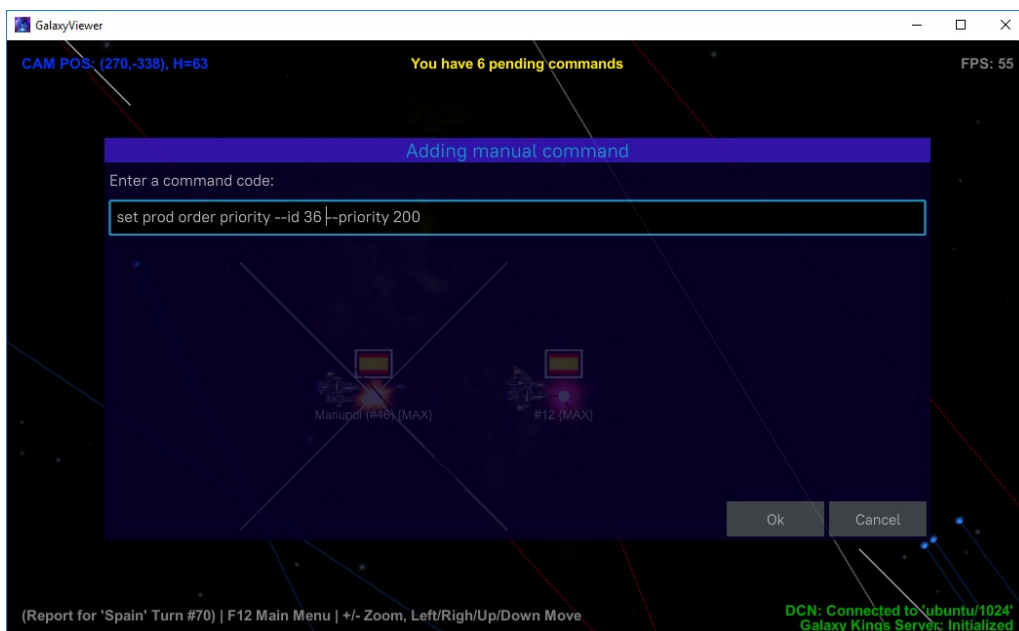 GalaxyViewer
CAM POS: (270,-338), H=63
You have 6 pending commands
FPS: 55
Adding manual command
Enter a command code:
set prod order priority --id 36 --priority 200
Mariupol (#46) {MAX}
#12 {MAX}
Ok
Cancel
(Report for 'Spain' Turn #70) | F12 Main Menu | +/- Zoom, Left/Righ/Up/Down Move
DCN: Connected to 'ubuntu/1024'
Galaxy Kings Server: Initialized